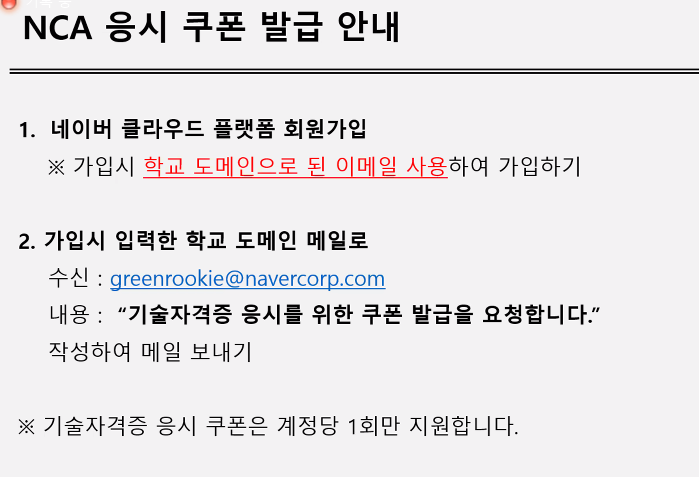 NCA 응시 쿠폰 발급 안내
1. 네이버 클라우드 플랫폼 회원가입
※ 가입시 학교 도메인으로 된 이메일 사용하여 가입하기
2. 가입시 입력한 학교 도메인 메일로
수신 : greenrookie@navercorp.com
내용 : “기술자격증 응시를 위한 쿠폰 발급을 요청합니다.”
작성하여 메일 보내기
※ 기술자격증 응시 쿠폰은 계정당 1회만 지원합니다.